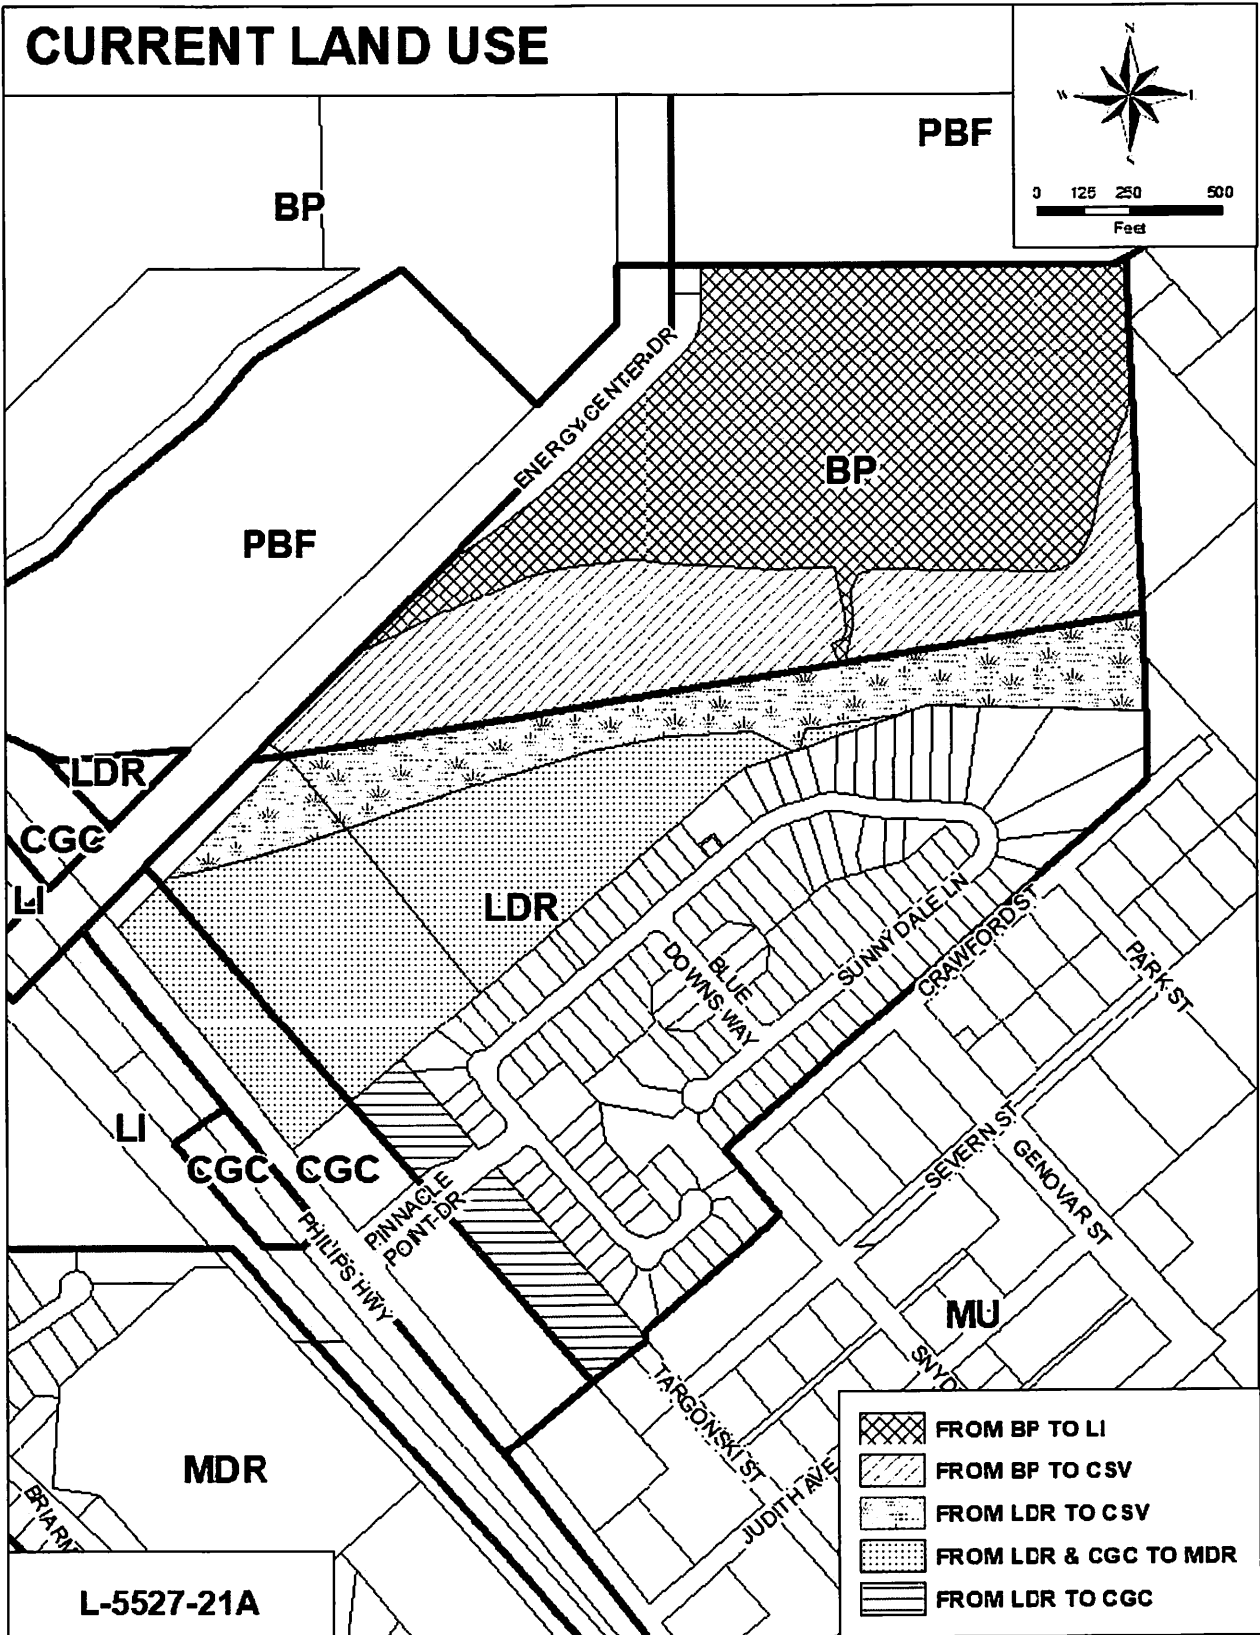 CURRENT LAND USE
N
W
E
S
0 125 250 500
Feet
PBF
BP
ENERGY CENTER DR
BP
PBF
LDR
CGC
LI
LDR
SUNNY DALE LN
CRAWFORD ST
BLUE
DOWNS WAY
PARK ST
LI
CGC
CGC
SEVERN ST
GENOVAR ST
PINNACLE
POINT DR
PHILIPS HWY
MU
TARGONSKI ST
JUDITH AVE
MDR
FROM BP TO LI
FROM BP TO CSV
FROM LDR TO CSV
FROM LDR & CGC TO MDR
FROM LDR TO CGC
L-5527-21A